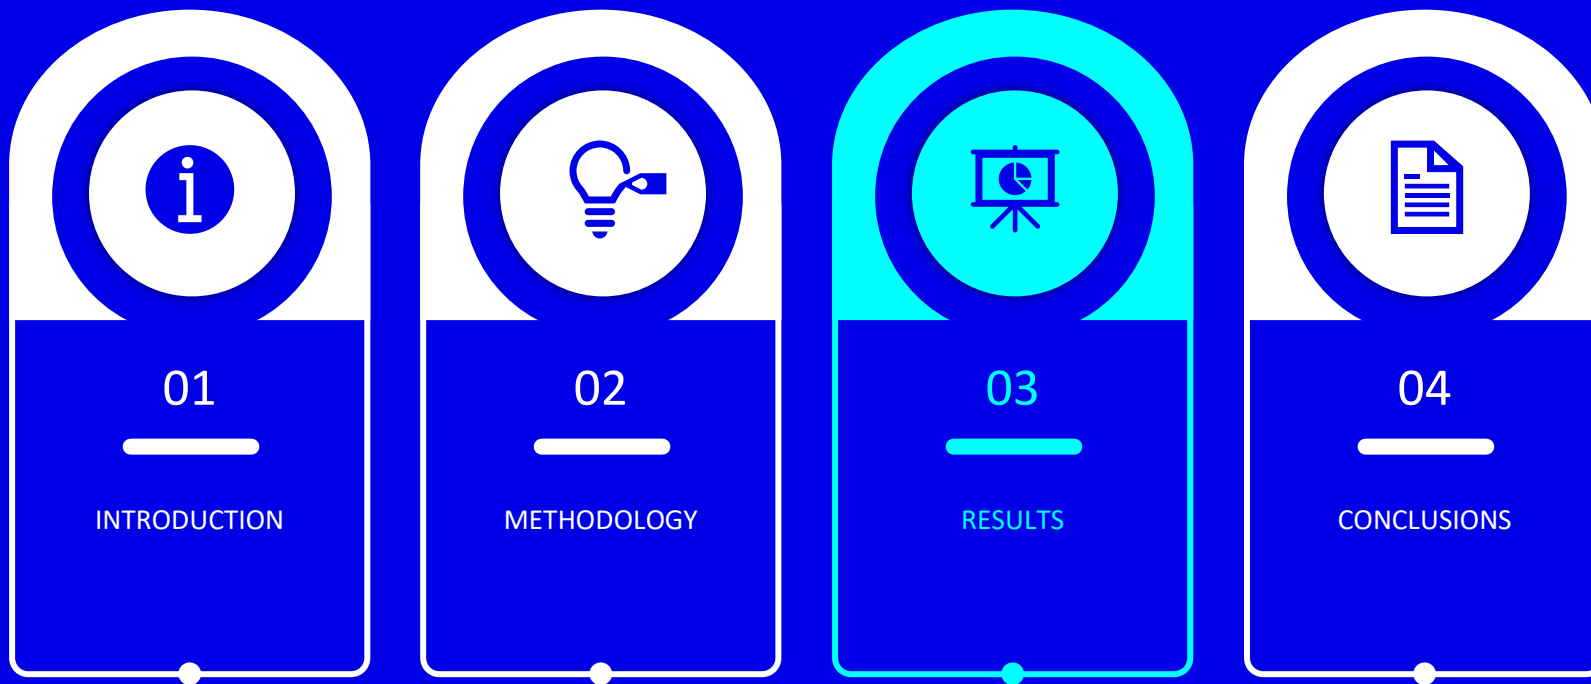 01
INTRODUCTION
02
METHODOLOGY
03
RESULTS
04
CONCLUSIONS